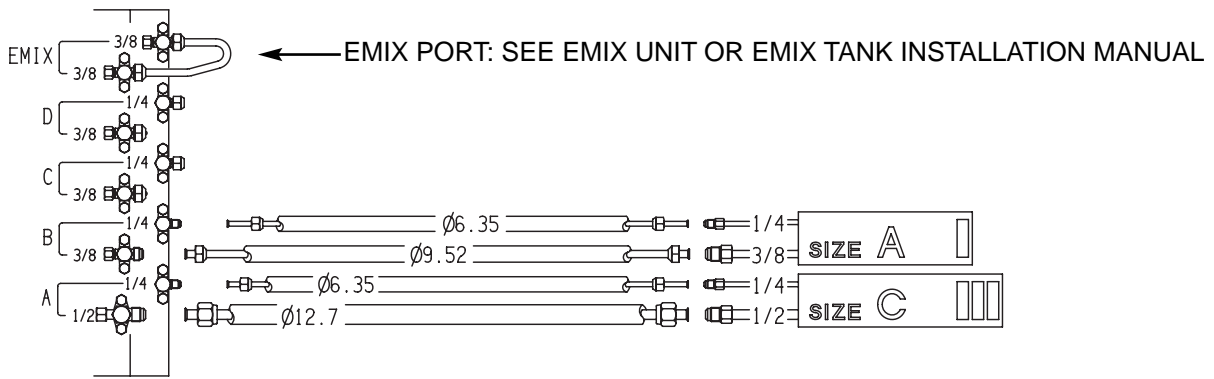 3/8
EMIX
EMIX PORT: SEE EMIX UNIT OR EMIX TANK INSTALLATION MANUAL
3/8
1/4
D
3/8
1/4
C
3/8
1/4 Ø6.35 1/4
B SIZE A
3/8 Ø9.52 3/8
1/4 Ø6.35 1/4
A
1/2 Ø12.7 1/2 SIZE C